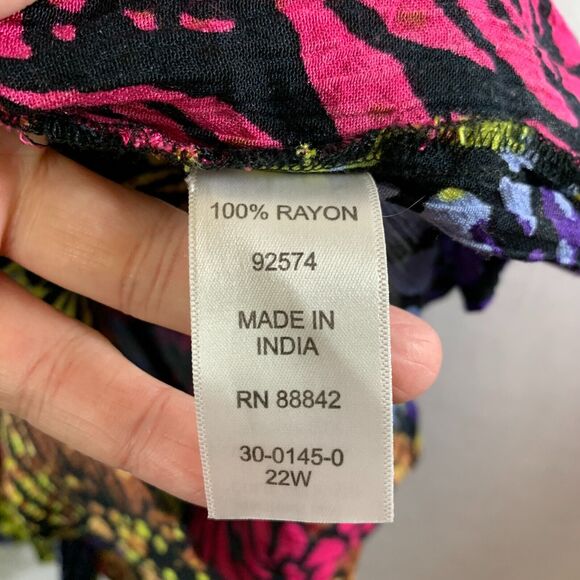 100% RAYON
92574
MADE IN
INDIA
RN 88842
30-0145-0
22W